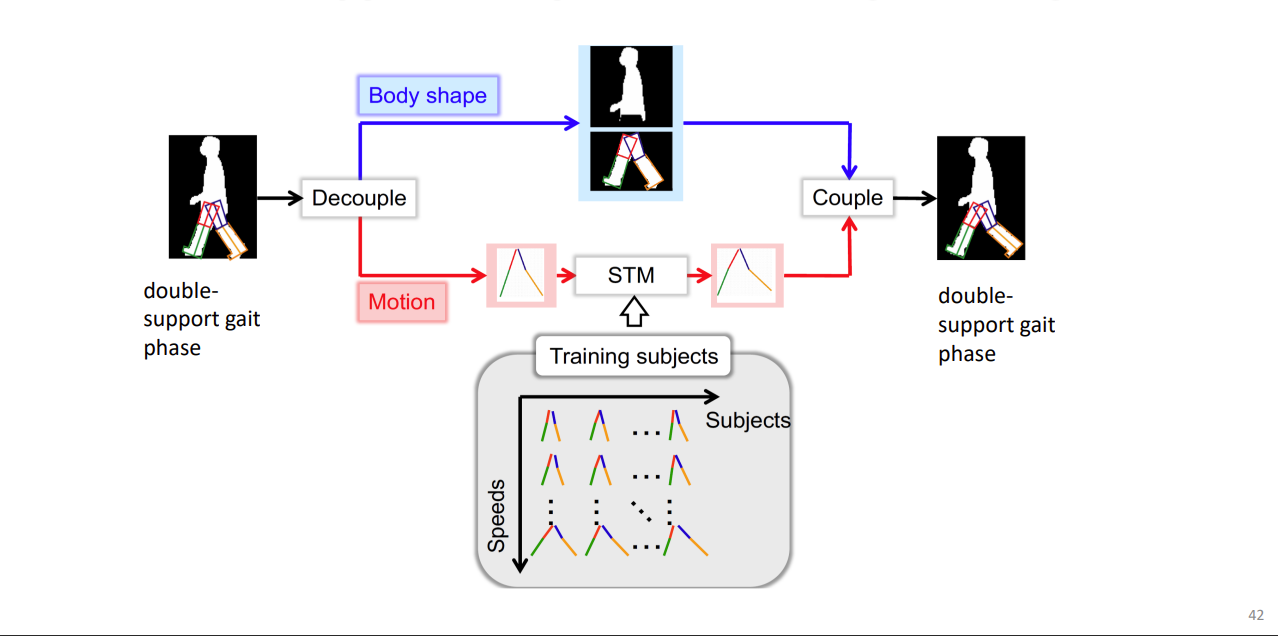 Body shape
Decouple
Couple
STM
Motion
double-
support gait
phase
double-
support gait
phase
Training subjects
Subjects
Speeds
42